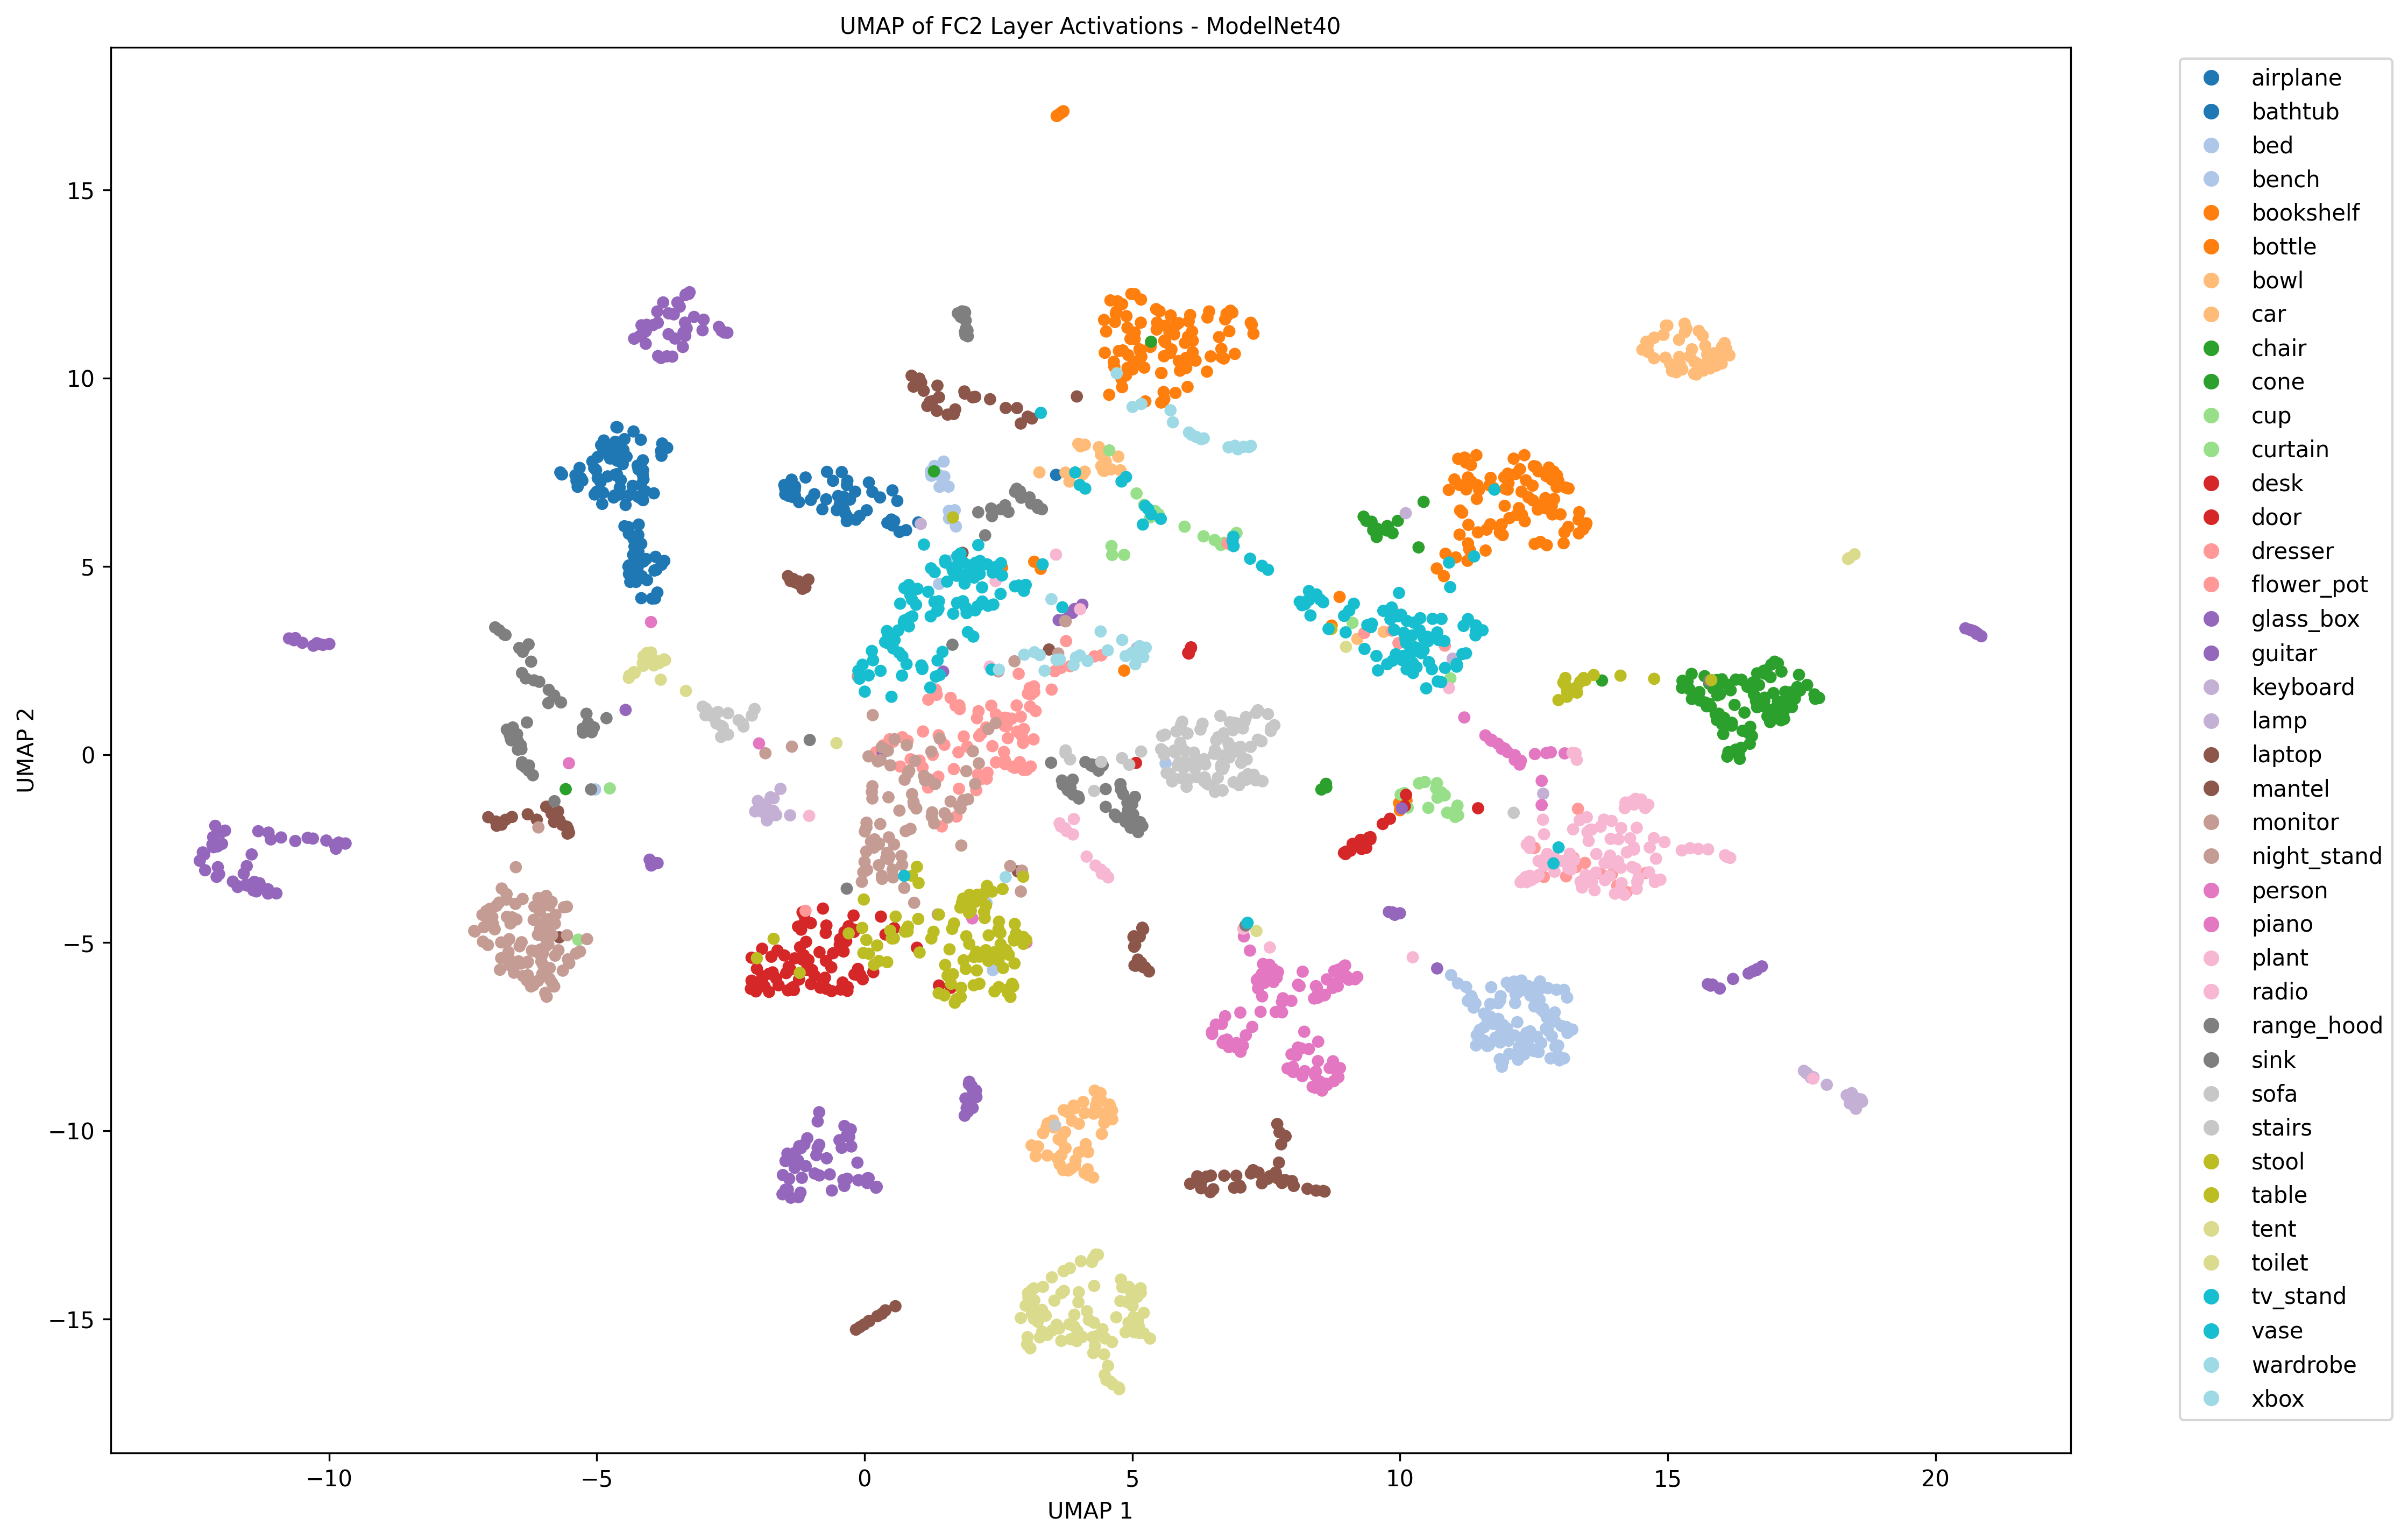 UMAP of FC2 Layer Activations - ModelNet40
15
10
5
0
−5
−10
−15
UMAP 2
−10
−5
0
5
10
15
20
UMAP 1
airplane
bathtub
bed
bench
bookshelf
bottle
bowl
car
chair
cone
cup
curtain
desk
door
dresser
flower_pot
glass_box
guitar
keyboard
lamp
laptop
mantel
monitor
night_stand
person
piano
plant
radio
range_hood
sink
sofa
stairs
stool
table
tent
toilet
tv_stand
vase
wardrobe
xbox